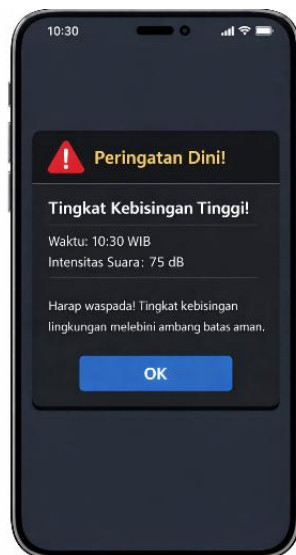 10:30
Peringatan Dini!
Tingkat Kebisingan Tinggi!
Waktu: 10:30 WIB
Intensitas Suara: 75 dB
Harap waspada! Tingkat kebisingan
lingkungan melebini ambang batas aman.
OK